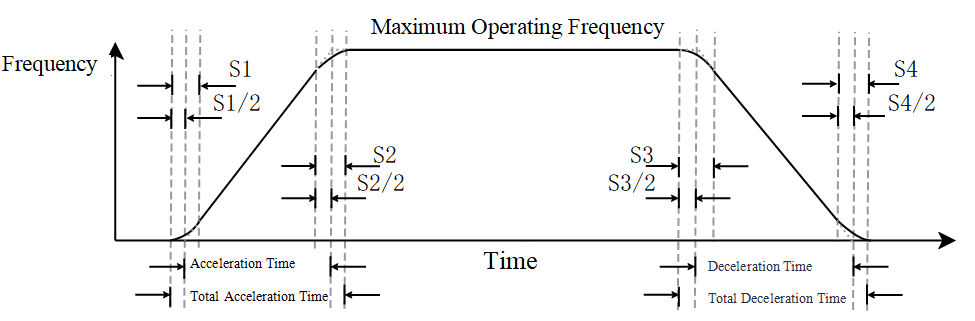 Maximum Operating Frequency
Frequency
S1
S1/2
S4
S4/2
S2
S2/2
S3
S3/2
Time
Acceleration Time
Total Acceleration Time
Deceleration Time
Total Deceleration Time